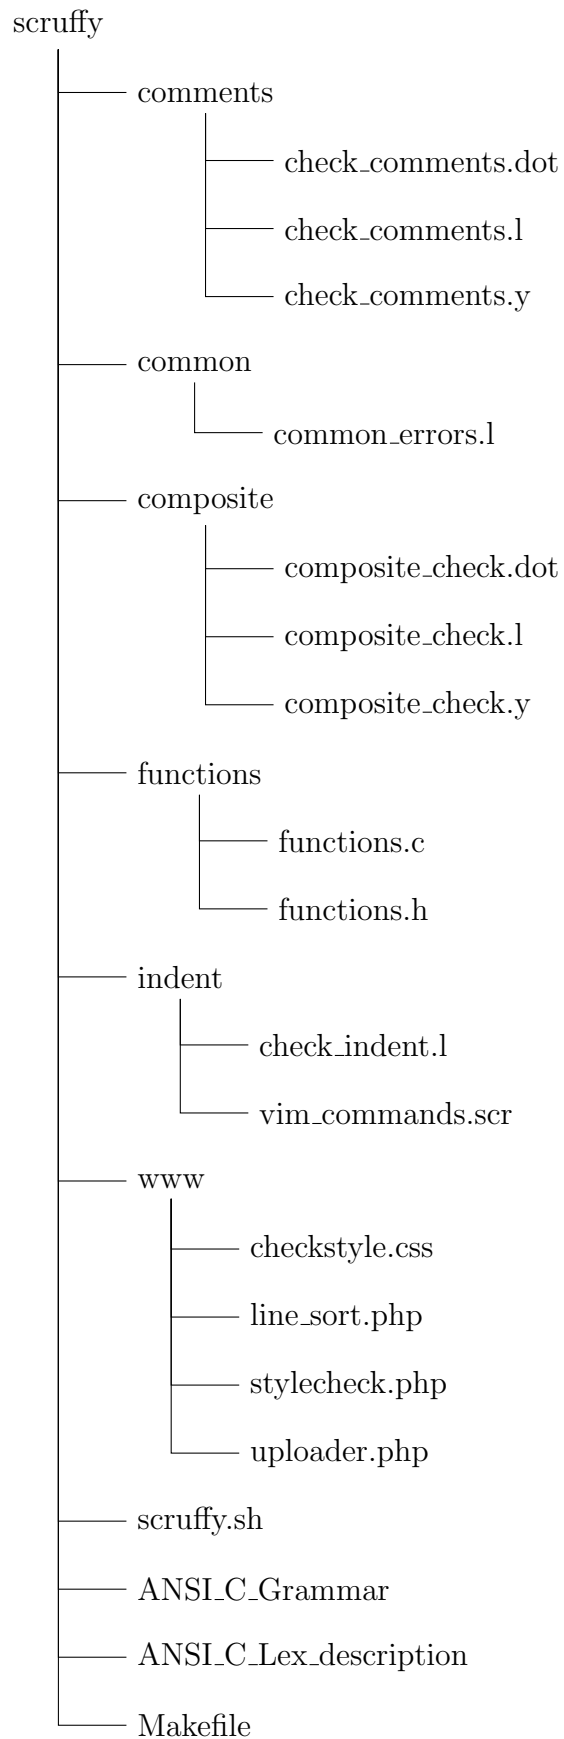 scruffy
comments
check_comments.dot
check_comments.l
check_comments.y
common
common_errors.l
composite
composite_check.dot
composite_check.l
composite_check.y
functions
functions.c
functions.h
indent
check_indent.l
vim_commands.scr
www
checkstyle.css
line_sort.php
stylecheck.php
uploader.php
scruffy.sh
ANSI_C_Grammar
ANSI_C_Lex_description
Makefile